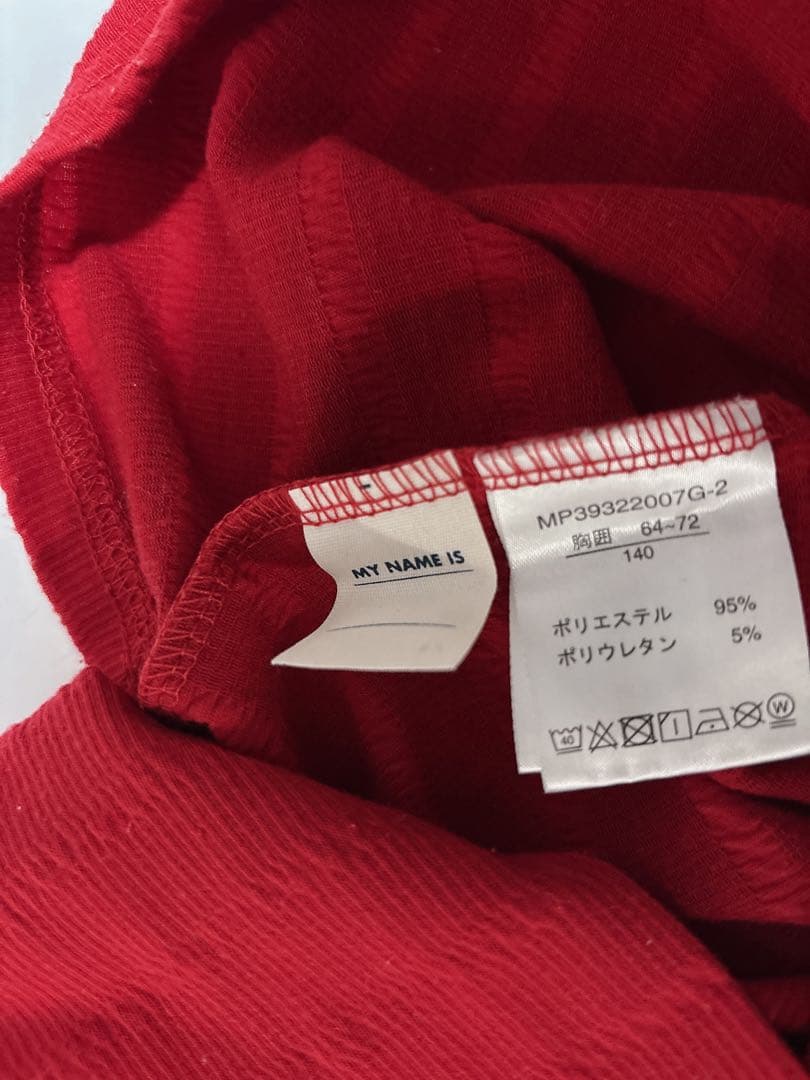 MY NAME IS
MP39322007G-2
胸囲 64~72
140
ポリエステル 95%
ポリウレタン 5%
40 W